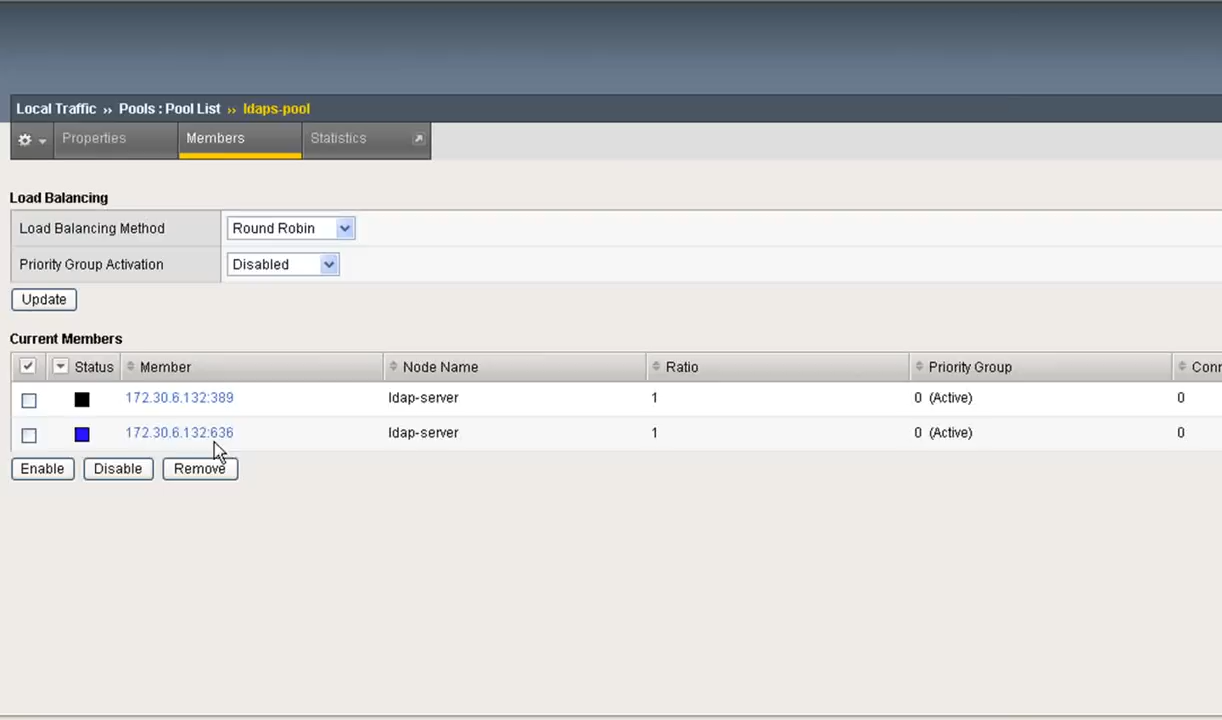 Local Traffic ›› Pools : Pool List ›› ldaps-pool
Properties Members Statistics
Load Balancing
Load Balancing Method Round Robin
Priority Group Activation Disabled
Update
Current Members
Status Member Node Name Ratio Priority Group Conr
172.30.6.132:389 ldap-server 1 0 (Active) 0
172.30.6.132:636 ldap-server 1 0 (Active) 0
Enable Disable Remove